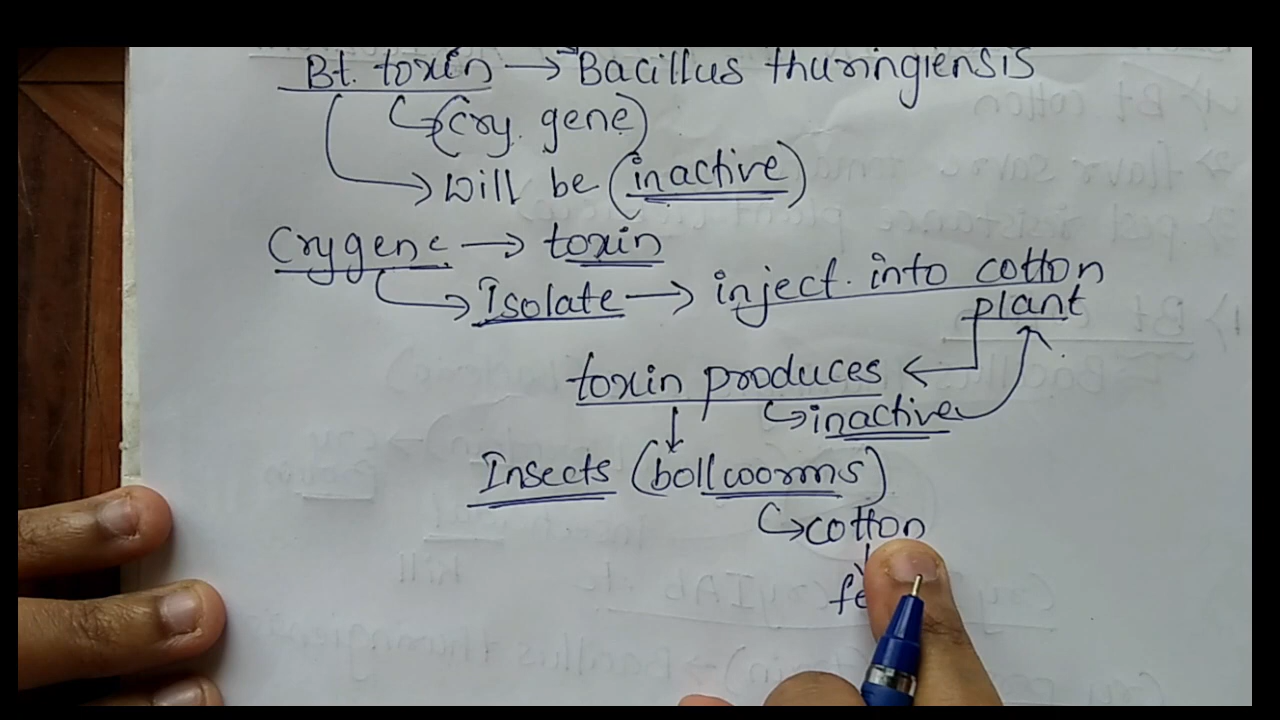 Bt. toxin → Bacillus thuringiensis
(cry. gene)
→ Will be (inactive)
Crygene → toxin
→ Isolate → inject. into cotton
plant
toxin produces ←
inactive
Insects (bollworms)
→ cotton